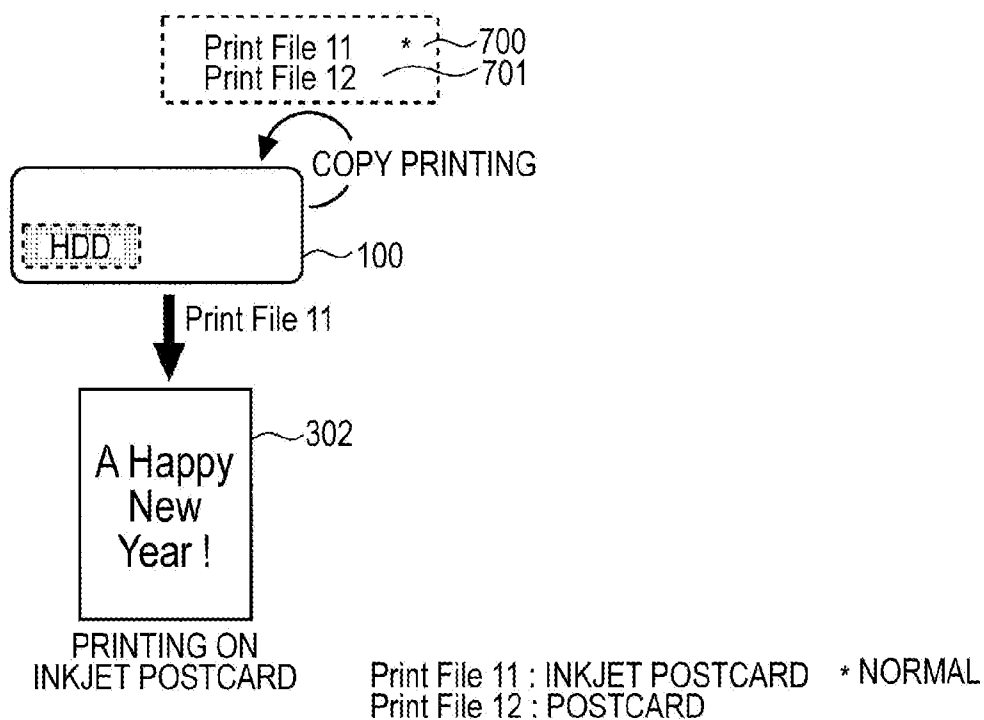 Print File 11 * 700
Print File 12 701
COPY PRINTING
HDD
100
Print File 11
302
A Happy
New
Year !
PRINTING ON
INKJET POSTCARD
Print File 11 : INKJET POSTCARD * NORMAL
Print File 12 : POSTCARD